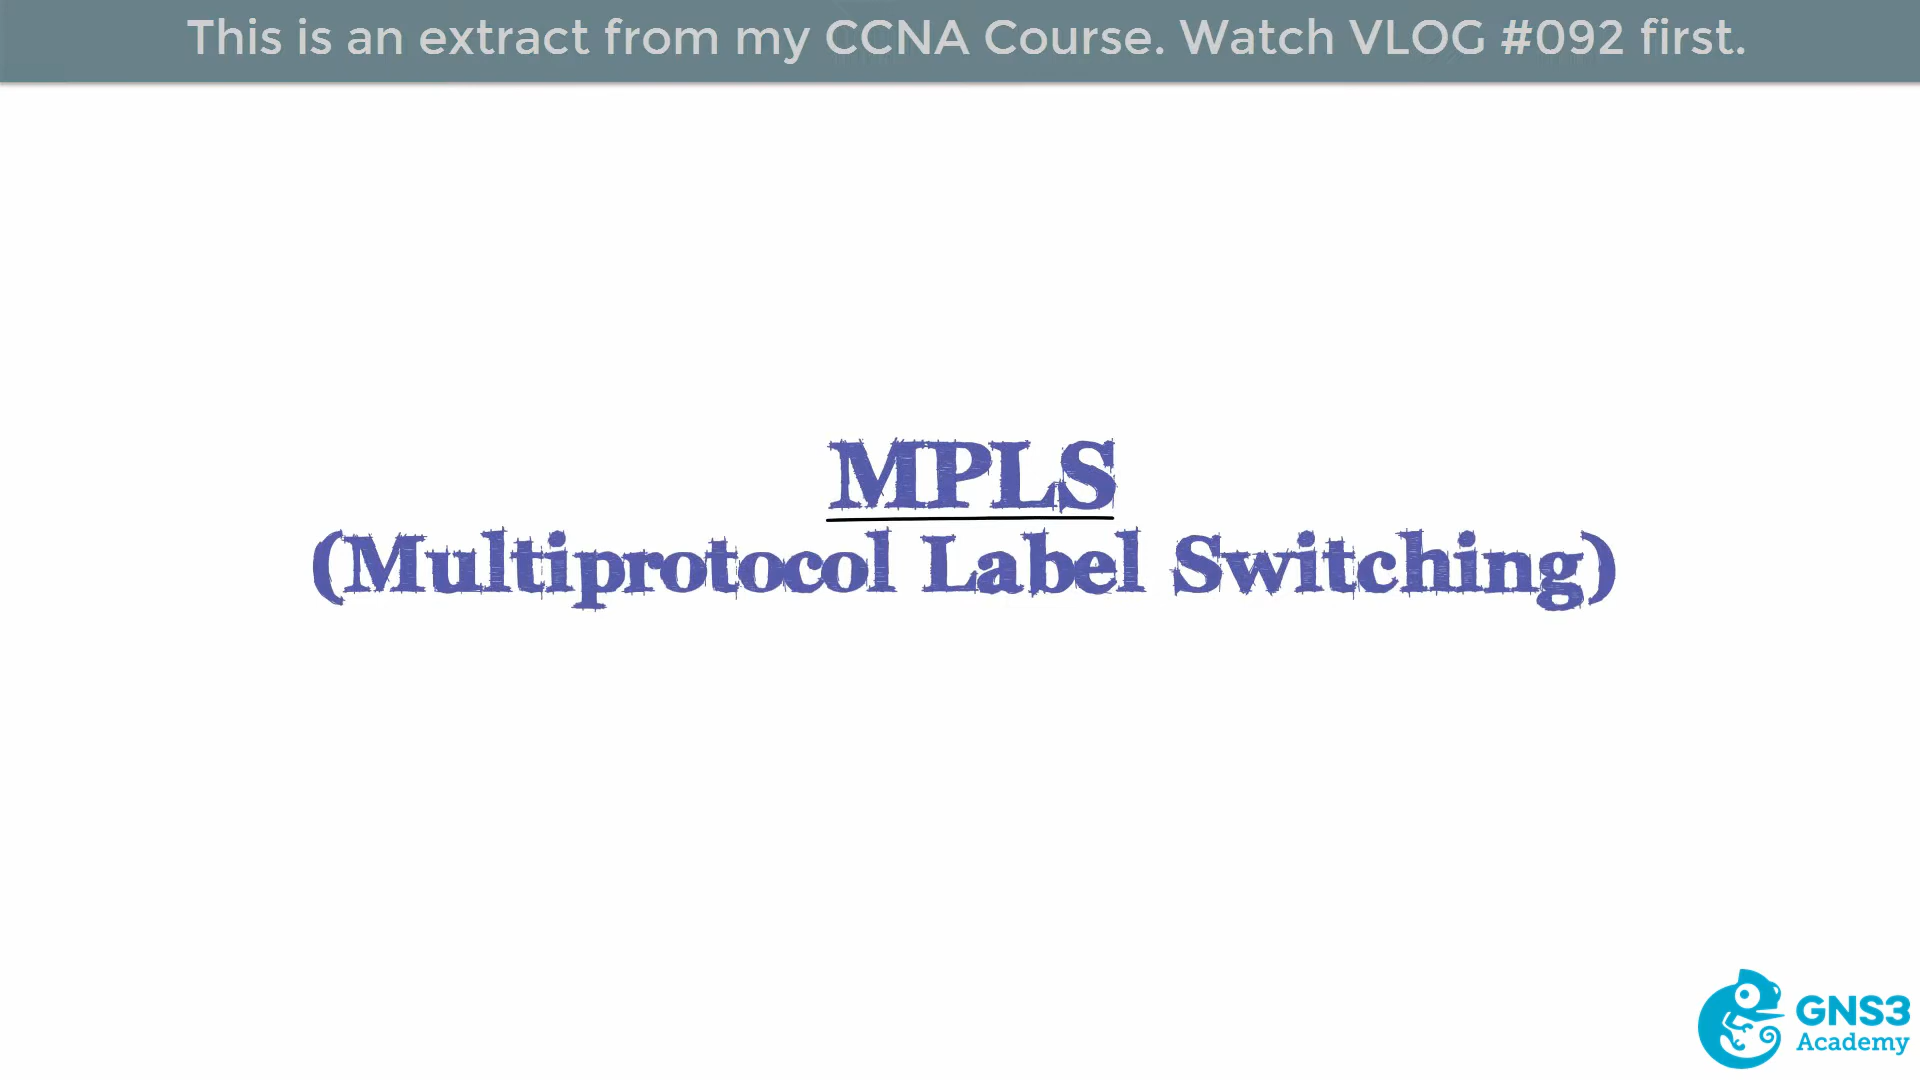 This is an extract from my CCNA Course. Watch VLOG #092 first.
MPLS
(Multiprotocol Label Switching)
GNS3
Academy